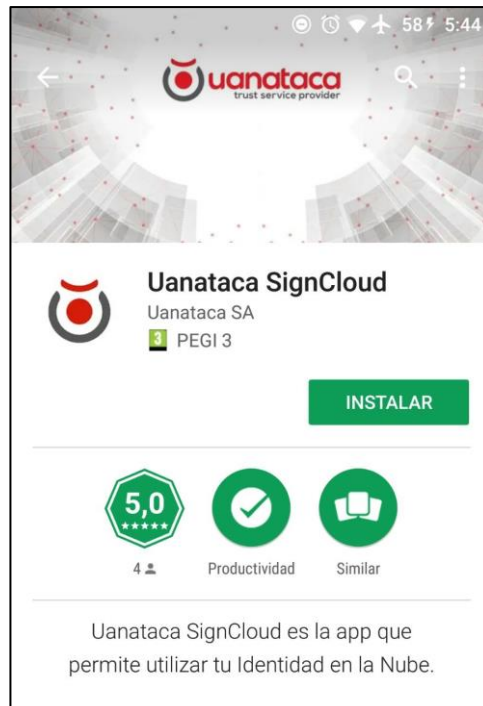 58 5:44
uanataca
trust service provider
Uanataca SignCloud
Uanataca SA
3 PEGI 3
INSTALAR
5,0
4 Productividad Similar
Uanataca SignCloud es la app que
permite utilizar tu Identidad en la Nube.